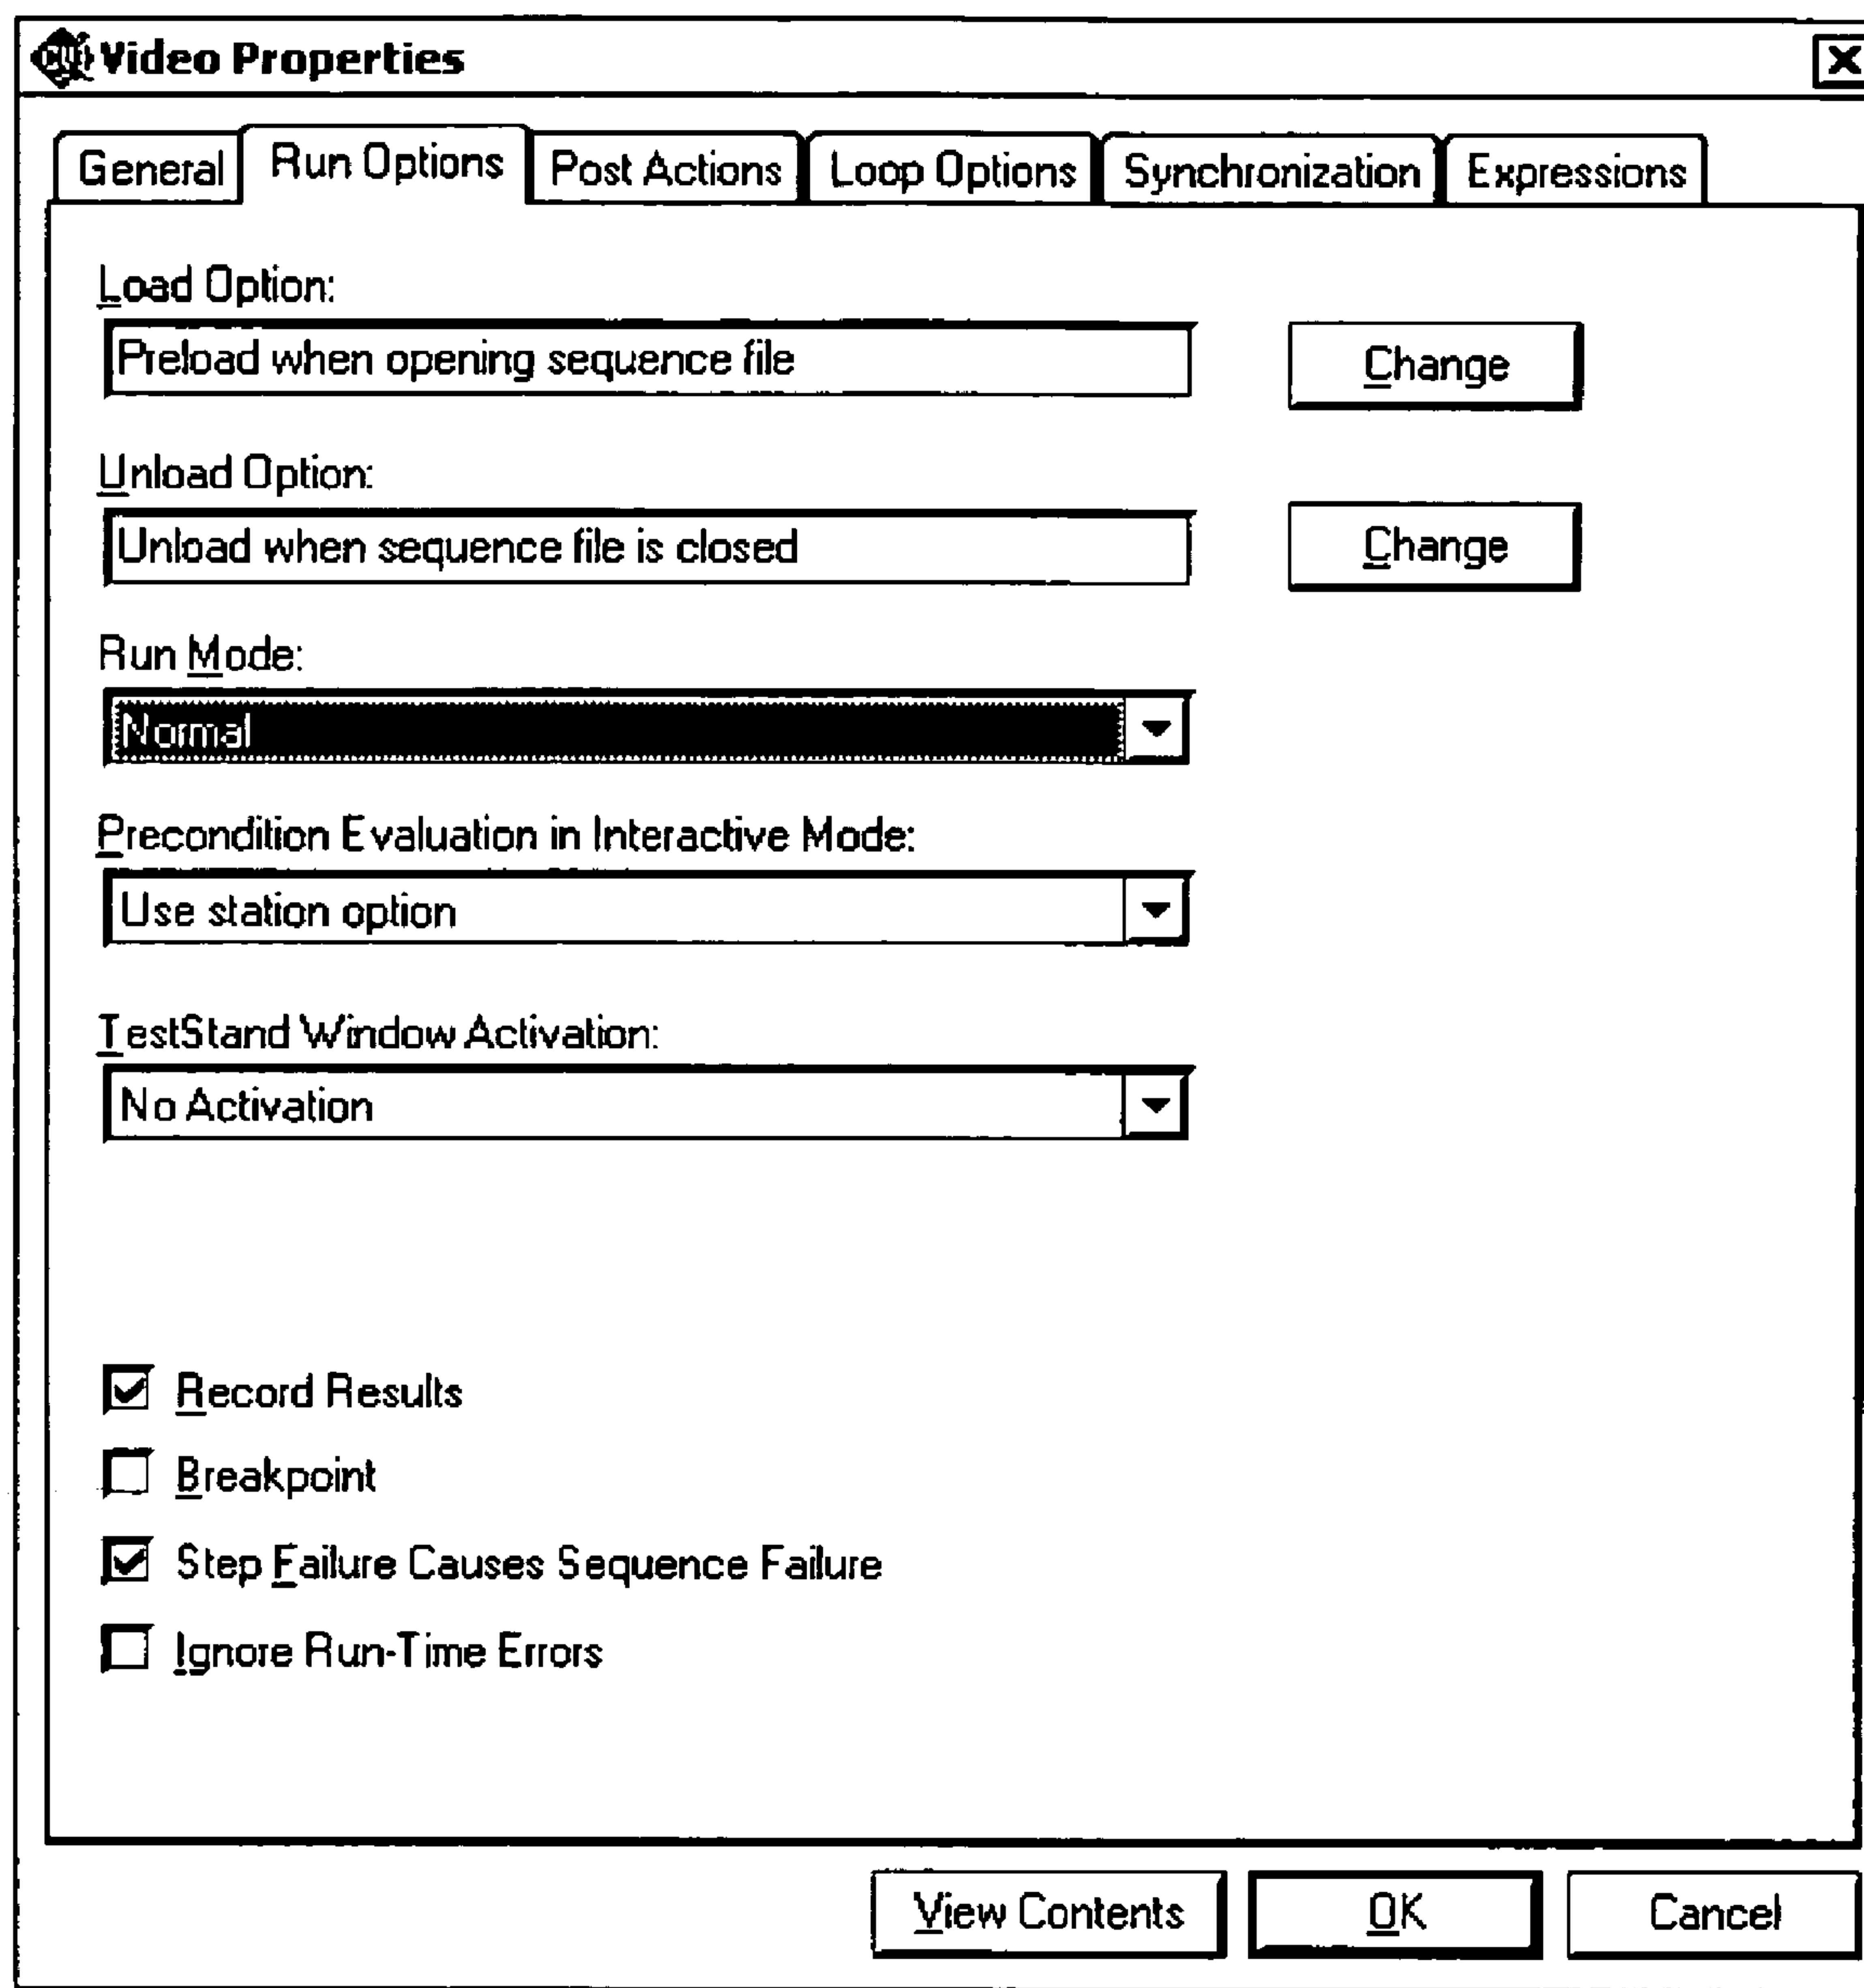 CVI Video Properties
General Run Options Post Actions Loop Options Synchronization Expressions
Load Option:
Preload when opening sequence file Change
Unload Option:
Unload when sequence file is closed Change
Run Mode:
Normal
Precondition Evaluation in Interactive Mode:
Use station option
TestStand Window Activation:
No Activation
Record Results
Breakpoint
Step Failure Causes Sequence Failure
Ignore Run-Time Errors
View Contents OK Cancel